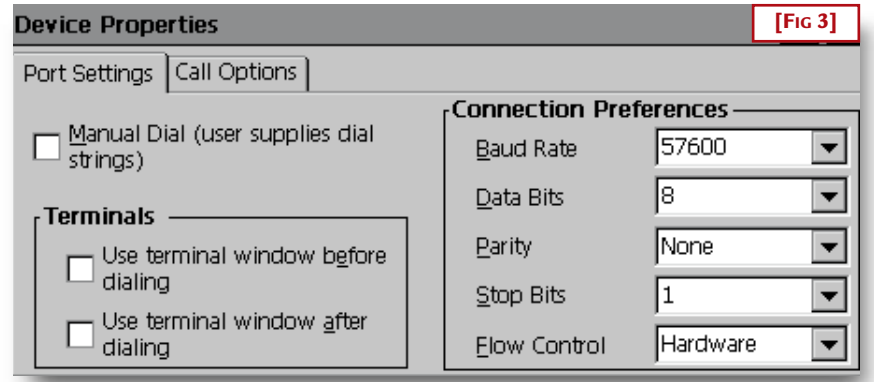 Device Properties
[FIG 3]
Port Settings
Call Options
Manual Dial (user supplies dial
strings)
Terminals
Use terminal window before
dialing
Use terminal window after
dialing
Connection Preferences
Baud Rate 57600
Data Bits 8
Parity None
Stop Bits 1
Flow Control Hardware